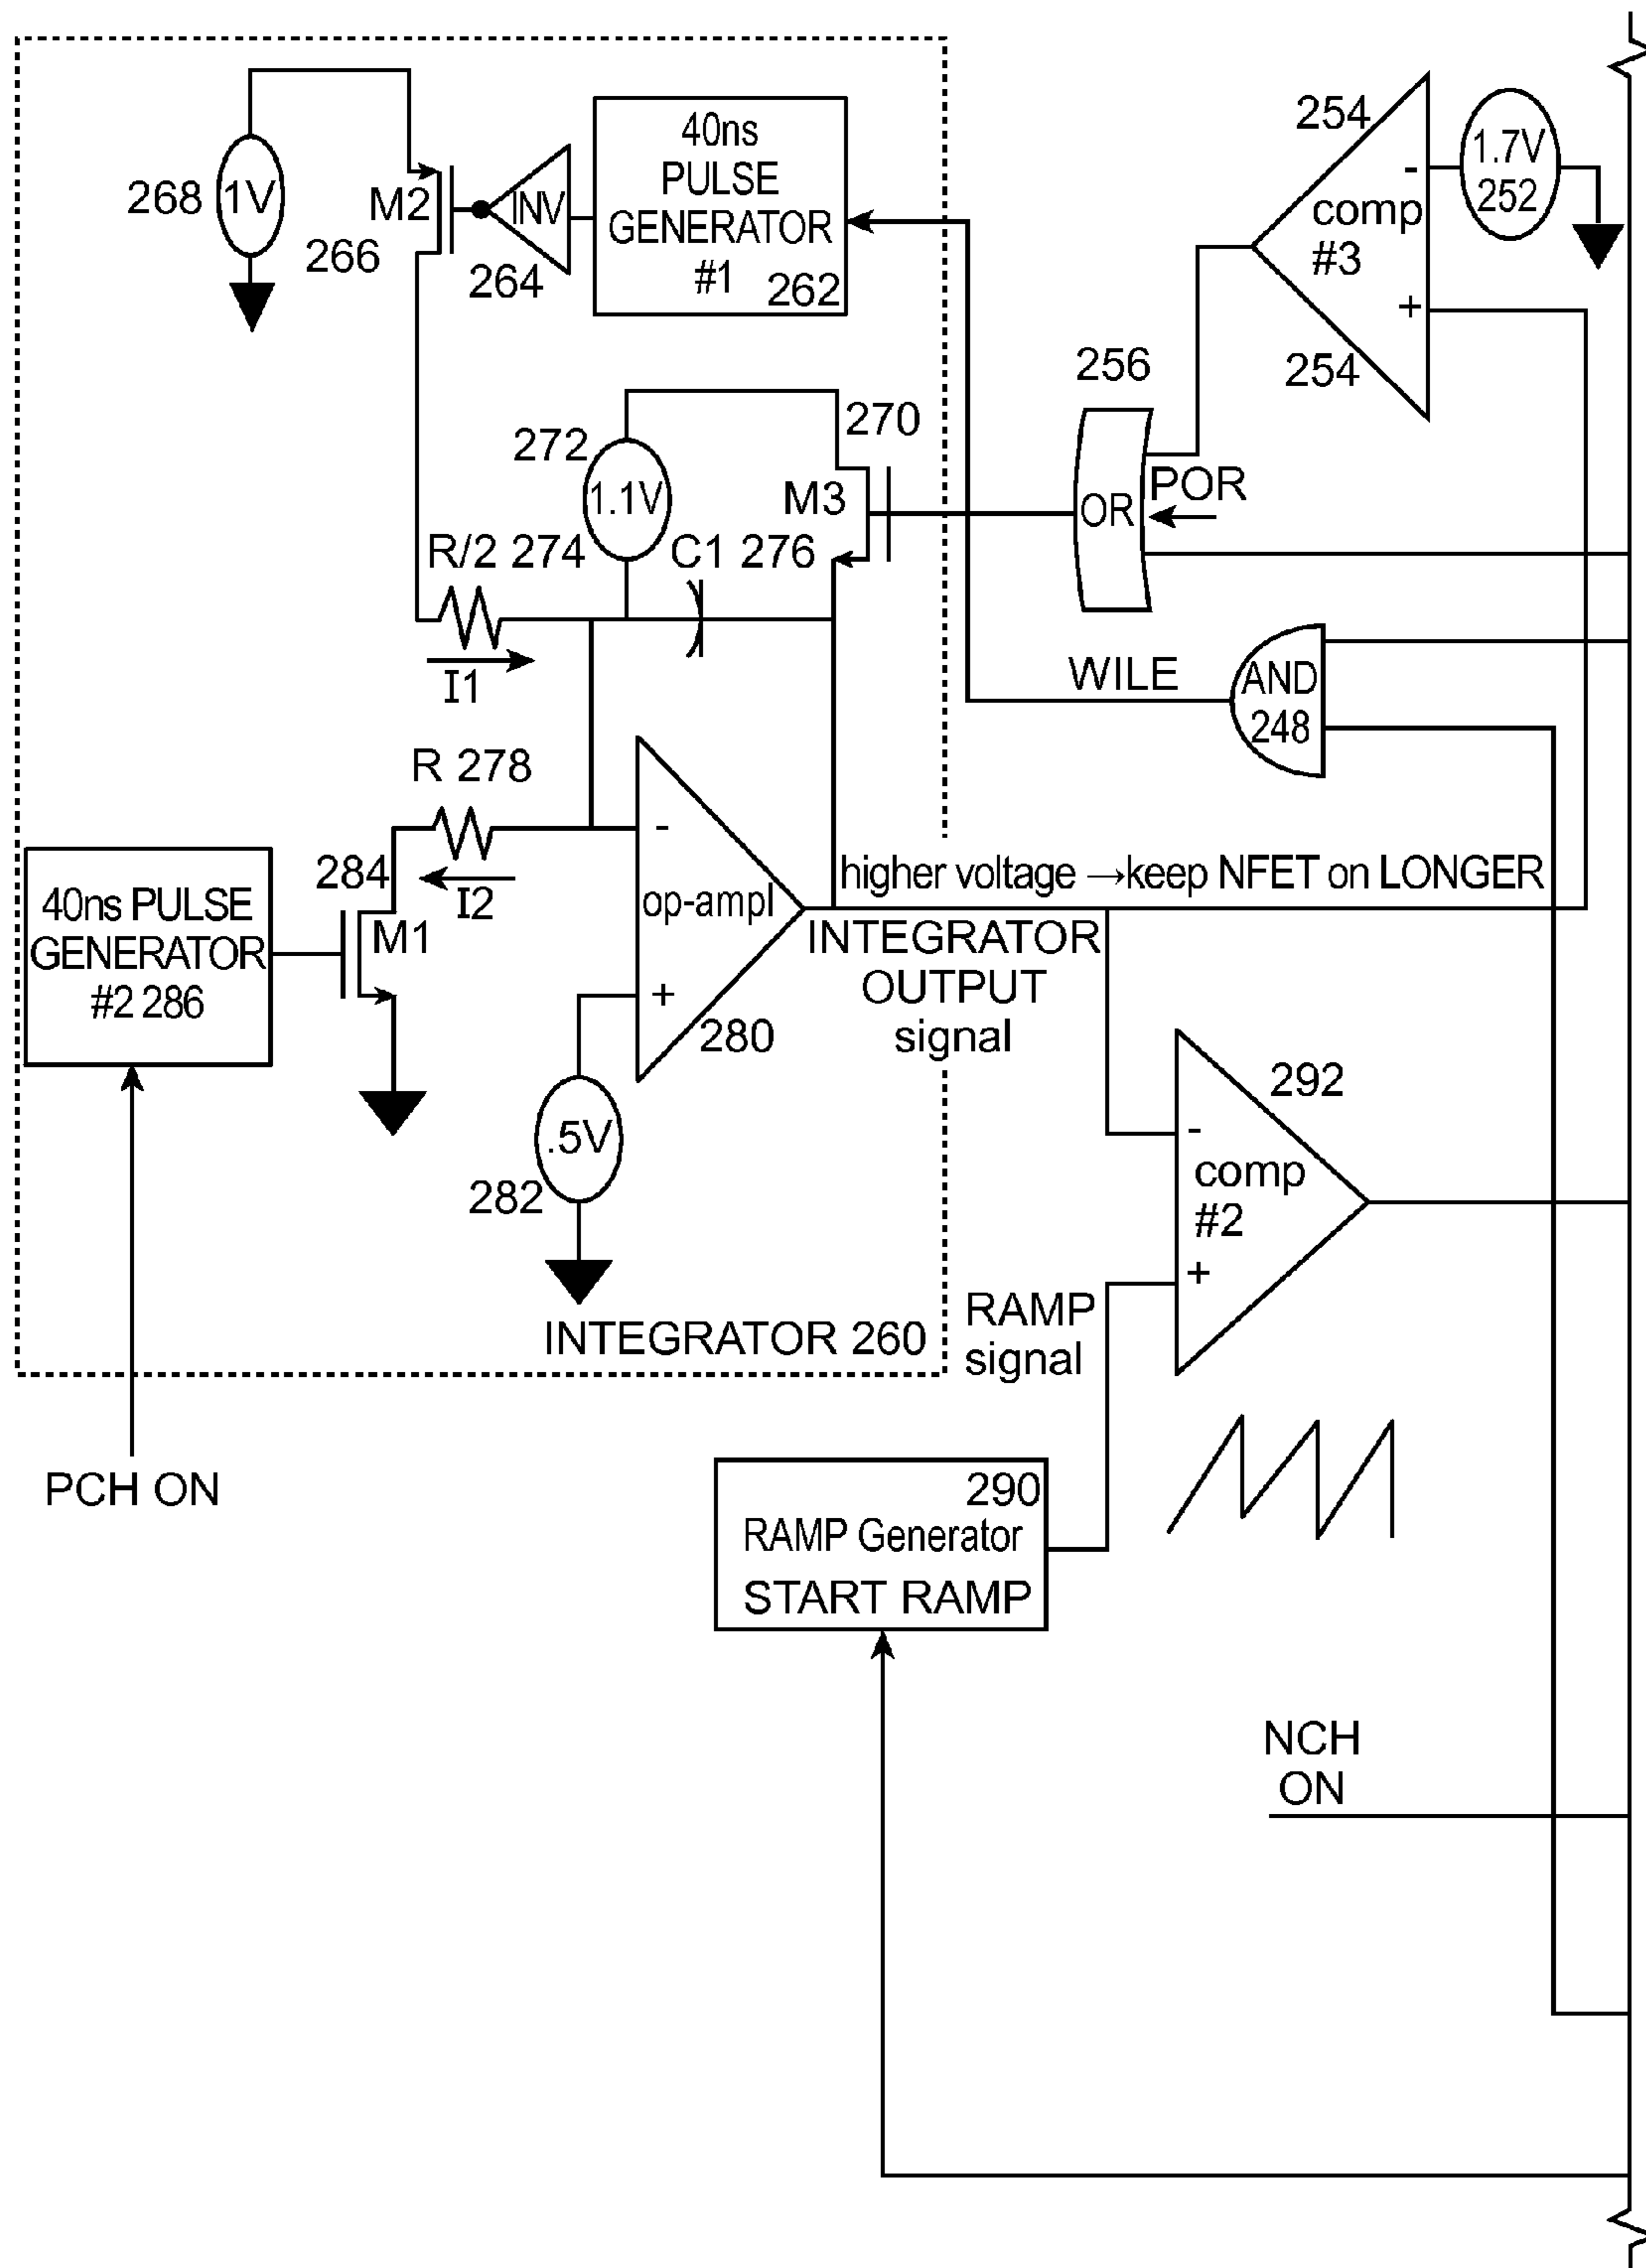 40ns
PULSE
GENERATOR
#1
262
268
1V
M2
266
INV
264
254
1.7V
252
-
comp
#3
+
254
256
OR
POR
272
1.1V
270
M3
R/2 274
C1 276
I1
WILE
AND
248
R 278
I2
284
M1
40ns PULSE
GENERATOR
#2 286
-
op-ampl
+
280
higher voltage →keep NFET on LONGER
INTEGRATOR
OUTPUT
signal
.5V
282
INTEGRATOR 260
292
-
comp
#2
+
RAMP
signal
PCH ON
290
RAMP Generator
START RAMP
NCH
ON